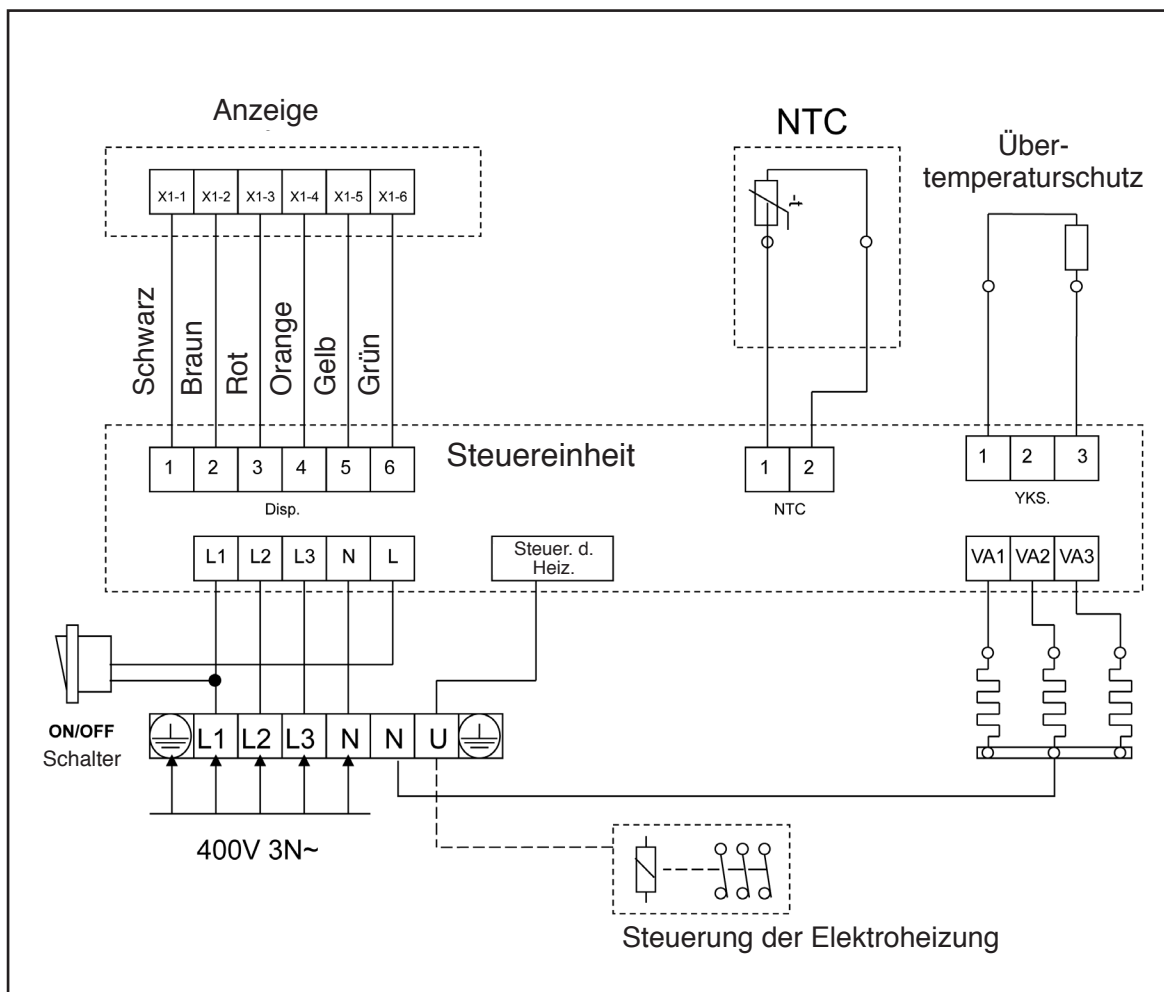 Anzeige
NTC
Über-
temperaturschutz
X1-1 X1-2 X1-3 X1-4 X1-5 X1-6
-t
Schwarz
Braun
Rot
Orange
Gelb
Grün
Steuereinheit
1 2 3 4 5 6
Disp.
1 2
NTC
1 2 3
YKS.
L1 L2 L3 N L
Steuer. d.
Heiz.
VA1 VA2 VA3
ON/OFF
Schalter
L1 L2 L3 N N U
400V 3N~
Steuerung der Elektroheizung